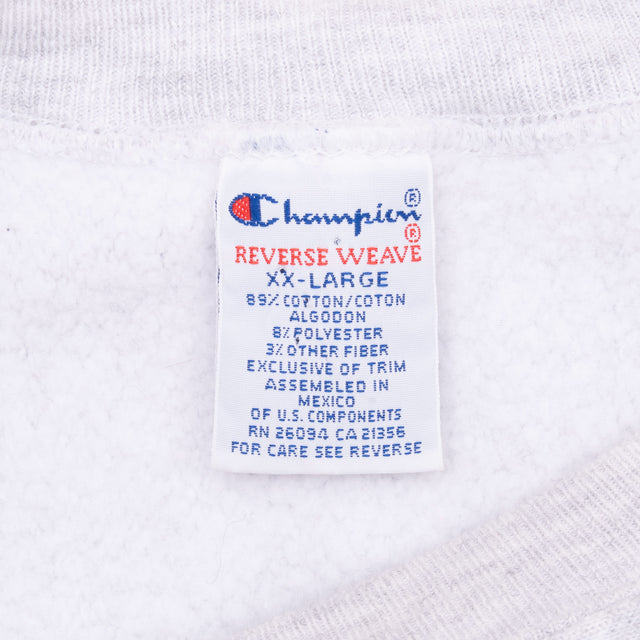 Champion®
REVERSE WEAVE®
XX-LARGE
89% COTTON/COTON
ALGODON
8% POLYESTER
3% OTHER FIBER
EXCLUSIVE OF TRIM
ASSEMBLED IN
MEXICO
OF U.S. COMPONENTS
RN 26094 CA 21356
FOR CARE SEE REVERSE